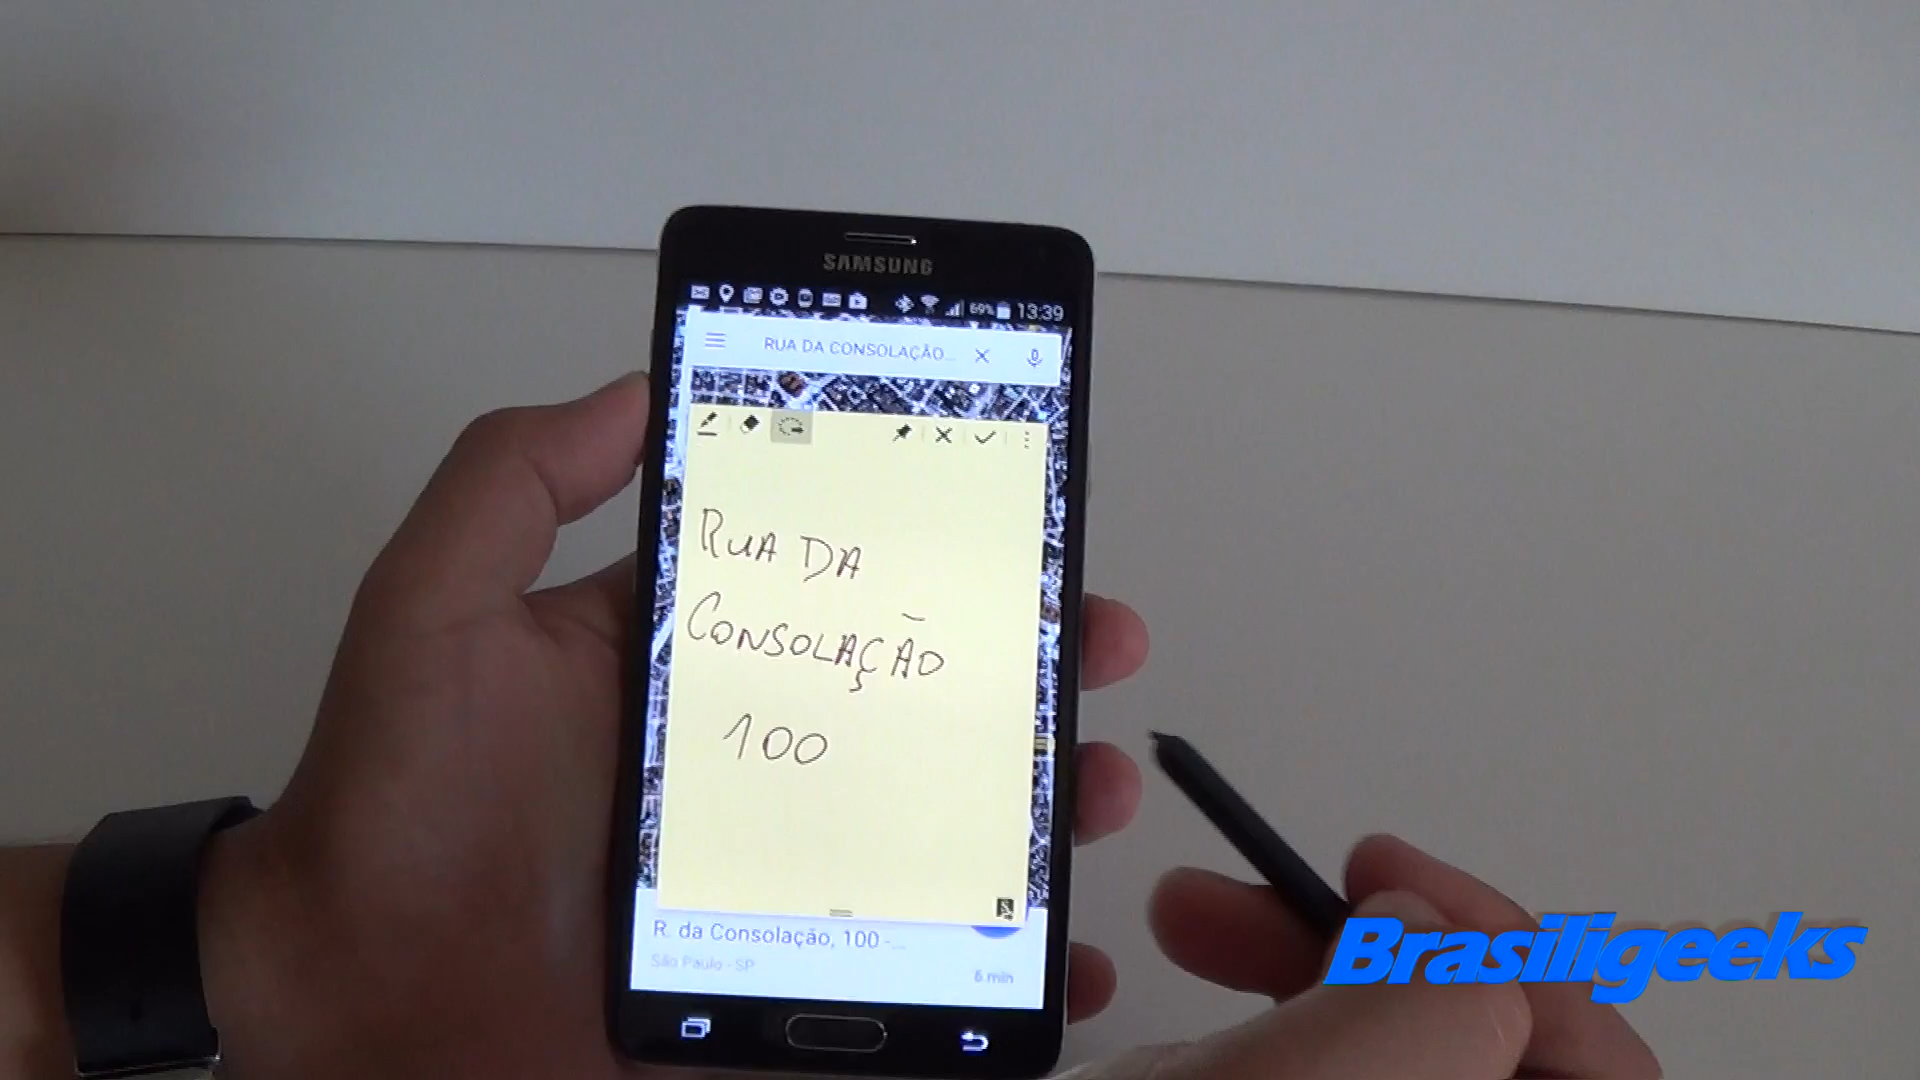 SAMSUNG
69% 13:39
RUA DA CONSOLAÇÃO...
RUA DA
CONSOLAÇÃO
100
R. da Consolação, 100 -...
São Paulo - SP
6 min
Brasiligeeks